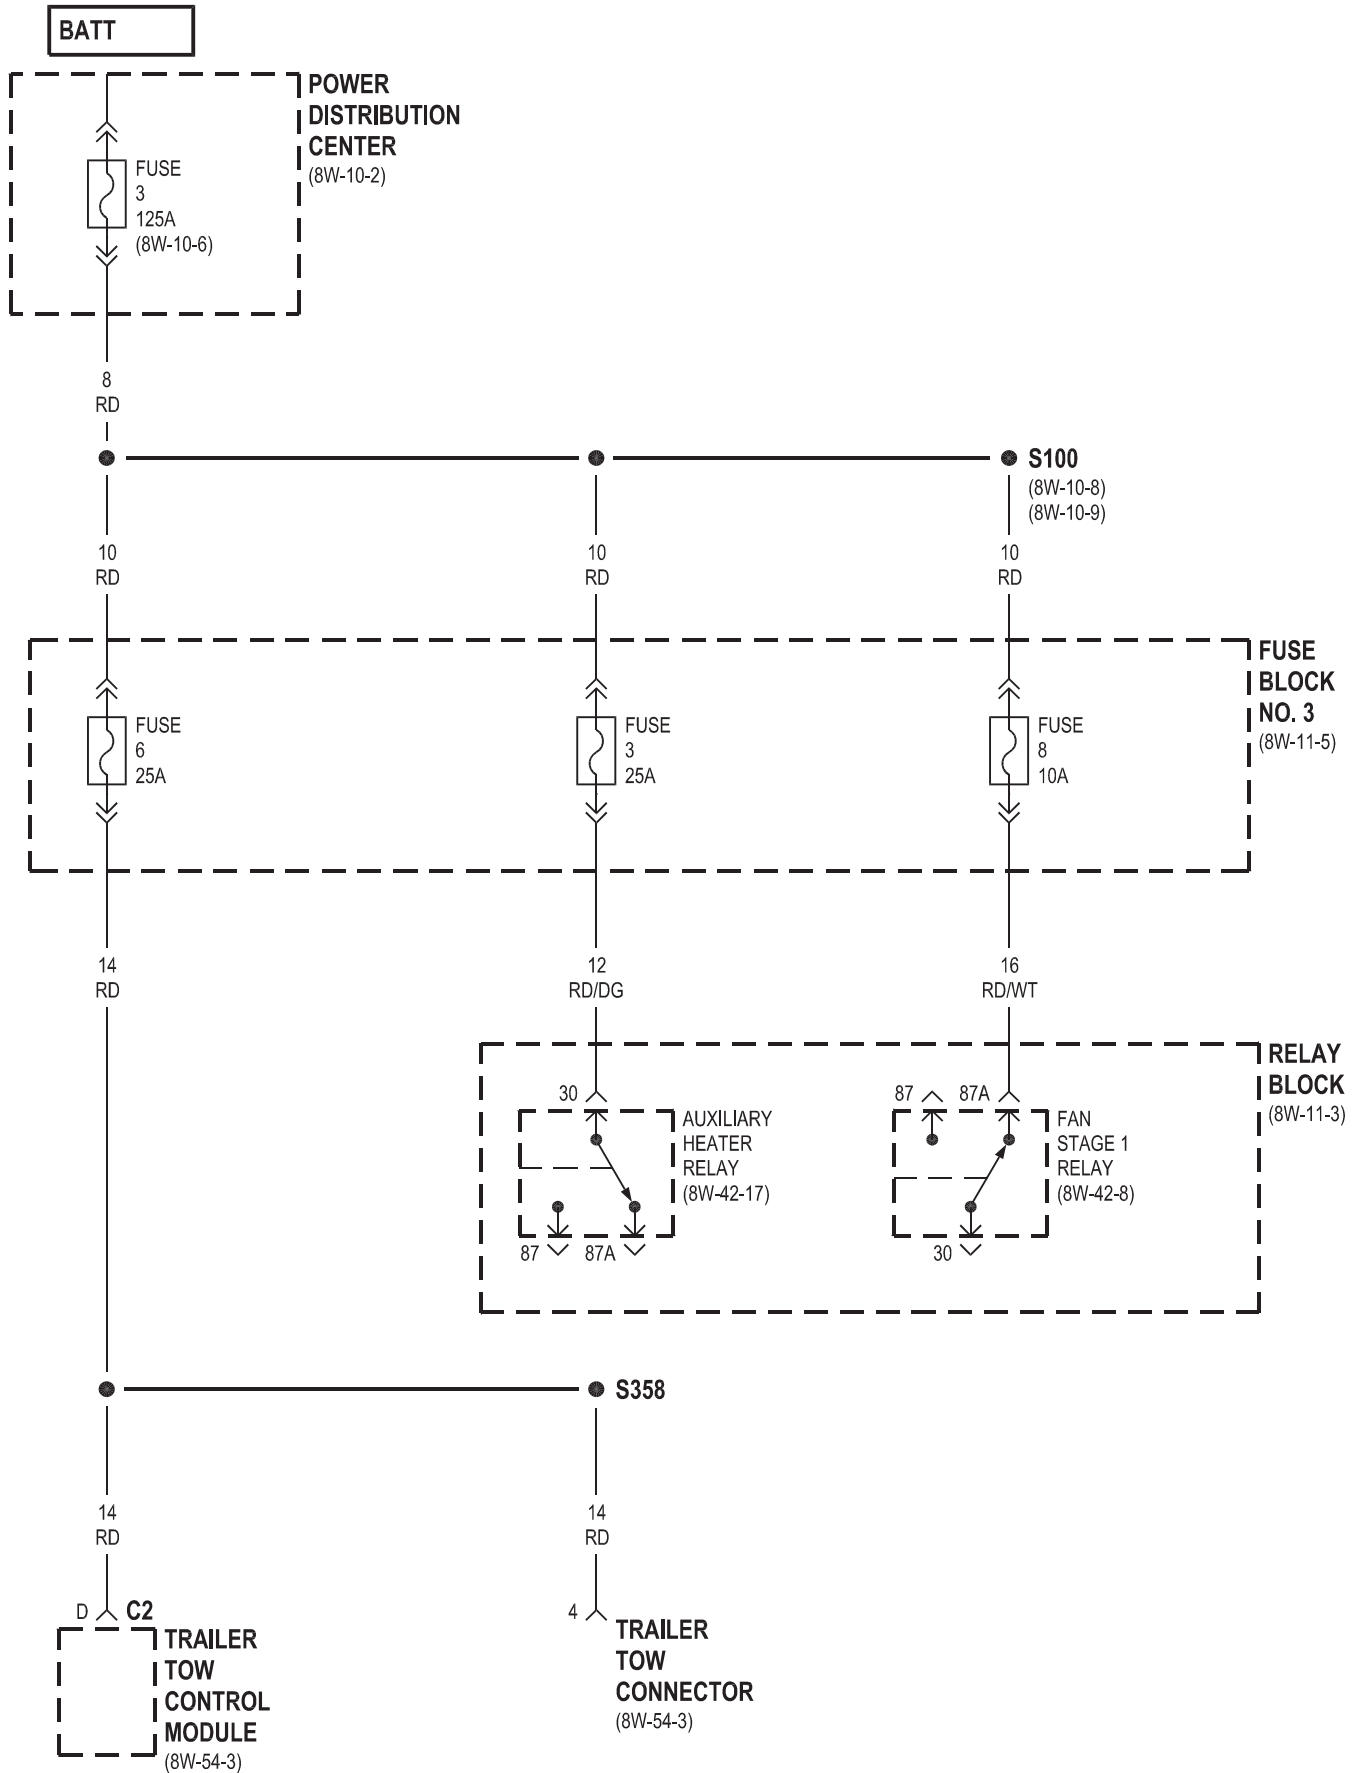 BATT
POWER
DISTRIBUTION
CENTER
(8W-10-2)
FUSE
3
125A
(8W-10-6)
8
RD
S100
(8W-10-8)
(8W-10-9)
10
RD
10
RD
10
RD
FUSE
BLOCK
NO. 3
(8W-11-5)
FUSE
6
25A
FUSE
3
25A
FUSE
8
10A
14
RD
12
RD/DG
16
RD/WT
RELAY
BLOCK
(8W-11-3)
30
AUXILIARY
HEATER
RELAY
(8W-42-17)
87
87A
87
87A
FAN
STAGE 1
RELAY
(8W-42-8)
30
S358
14
RD
14
RD
D
C2
TRAILER
TOW
CONTROL
MODULE
(8W-54-3)
4
TRAILER
TOW
CONNECTOR
(8W-54-3)